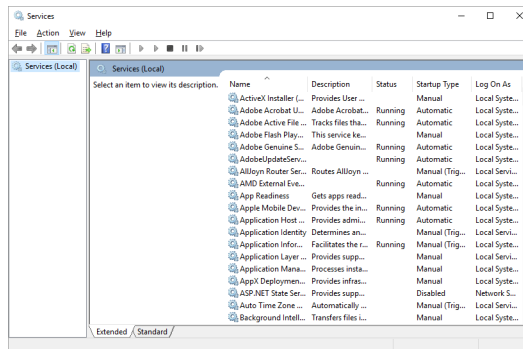 Services
File Action View Help
Services (Local)
Services (Local)
Select an item to view its description.
Name Description Status Startup Type Log On As
ActiveX Installer (... Provides User ... Manual Local Syste...
Adobe Acrobat U... Adobe Acrobat... Running Automatic Local Syste...
Adobe Active File ... Tracks files tha... Running Automatic Local Syste...
Adobe Flash Play... This service ke... Manual Local Syste...
Adobe Genuine S... Adobe Genuin... Running Automatic Local Syste...
AdobeUpdateServ... Running Automatic Local Syste...
AllJoyn Router Ser... Routes AllJoyn ... Manual (Trig... Local Servi...
AMD External Eve... Running Automatic Local Syste...
App Readiness Gets apps read... Manual Local Syste...
Apple Mobile Dev... Provides the in... Running Automatic Local Syste...
Application Host ... Provides admi... Running Automatic Local Syste...
Application Identity Determines an... Manual (Trig... Local Servi...
Application Infor... Facilitates the r... Running Manual (Trig... Local Syste...
Application Layer ... Provides supp... Manual Local Servi...
Application Mana... Processes insta... Manual Local Syste...
AppX Deploymen... Provides infras... Manual Local Syste...
ASP.NET State Ser... Provides supp... Disabled Network S...
Auto Time Zone ... Automatically ... Manual (Trig... Local Servi...
Background Intell... Transfers files i... Manual Local Syste...
Extended Standard